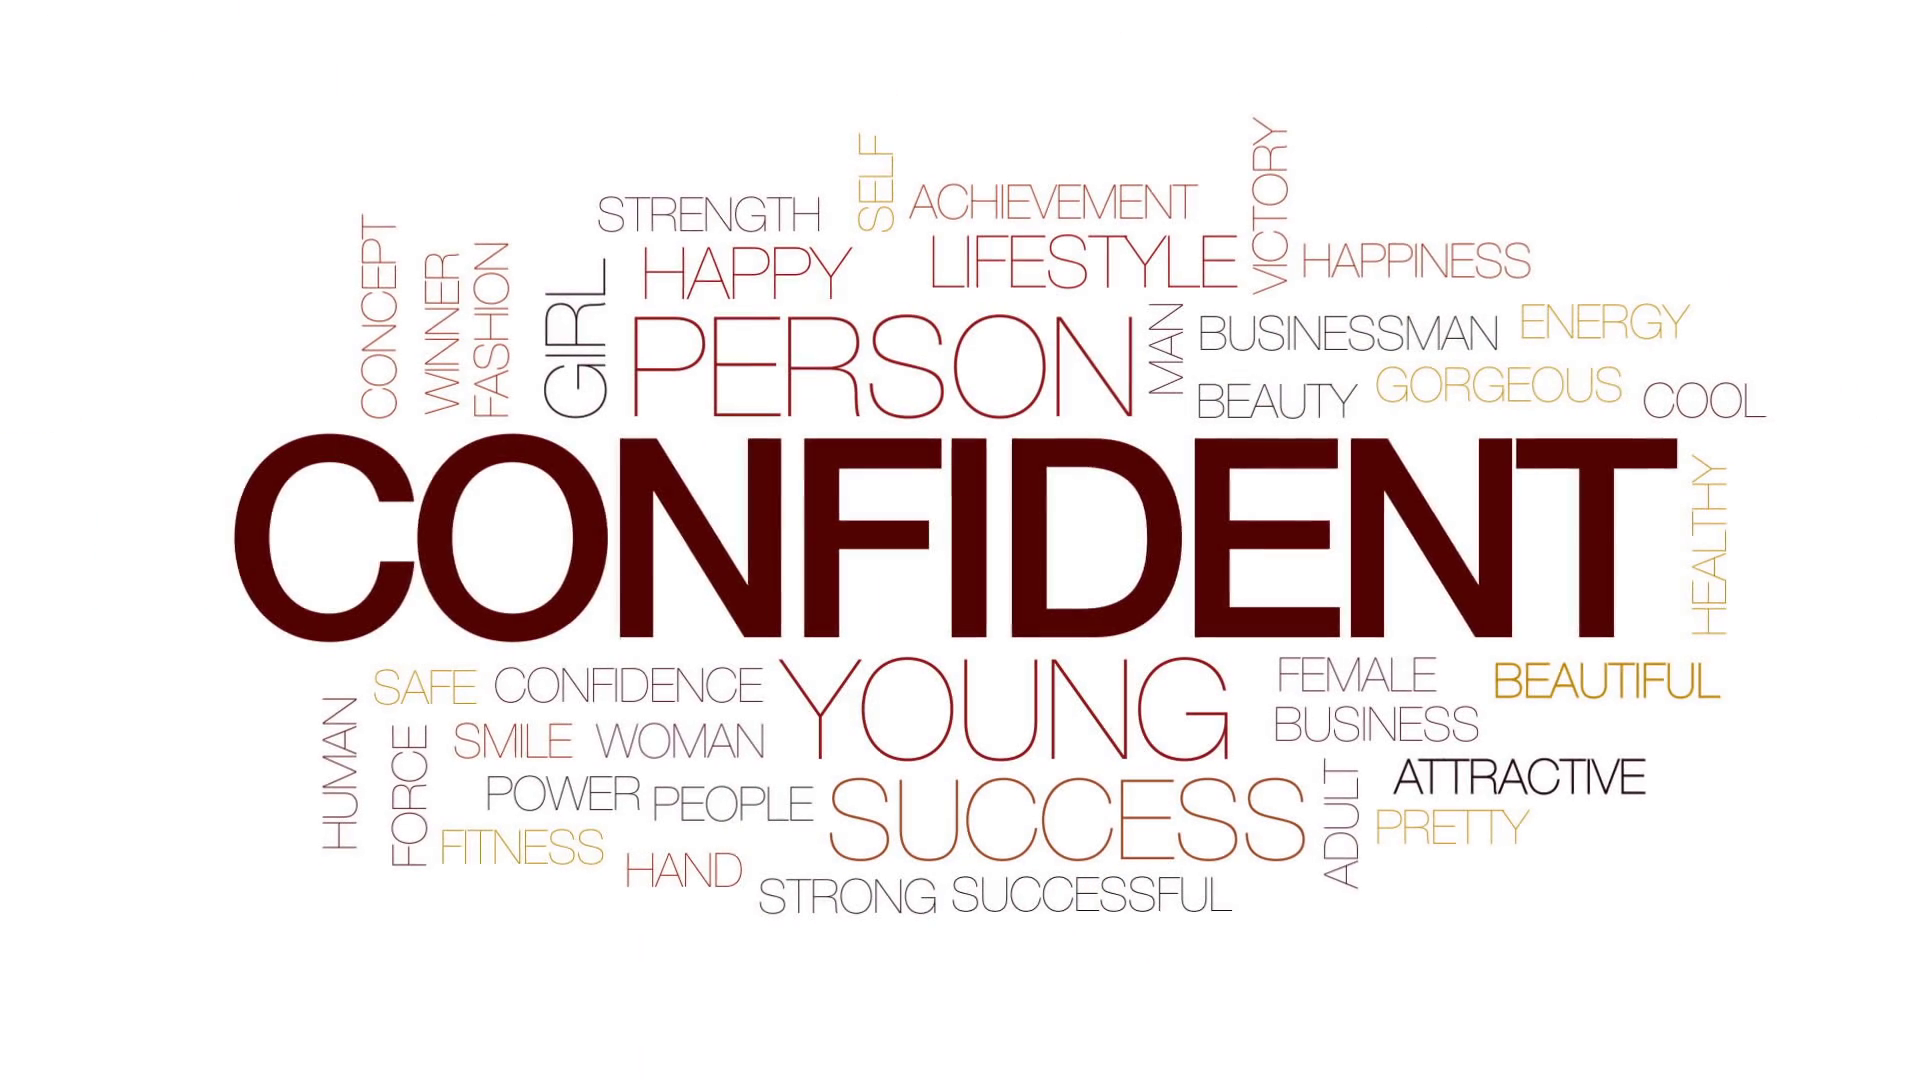 SELF
VICTORY
STRENGTH
ACHIEVEMENT
CONCEPT
WINNER
FASHION
GIRL
HAPPY
LIFESTYLE
HAPPINESS
PERSON
MAN
BUSINESSMAN
ENERGY
BEAUTY
GORGEOUS
COOL
CONFIDENT
HEALTHY
SAFE
CONFIDENCE
YOUNG
FEMALE
BEAUTIFUL
HUMAN
FORCE
SMILE
WOMAN
BUSINESS
POWER
PEOPLE
SUCCESS
ADULT
ATTRACTIVE
FITNESS
PRETTY
HAND
STRONG
SUCCESSFUL